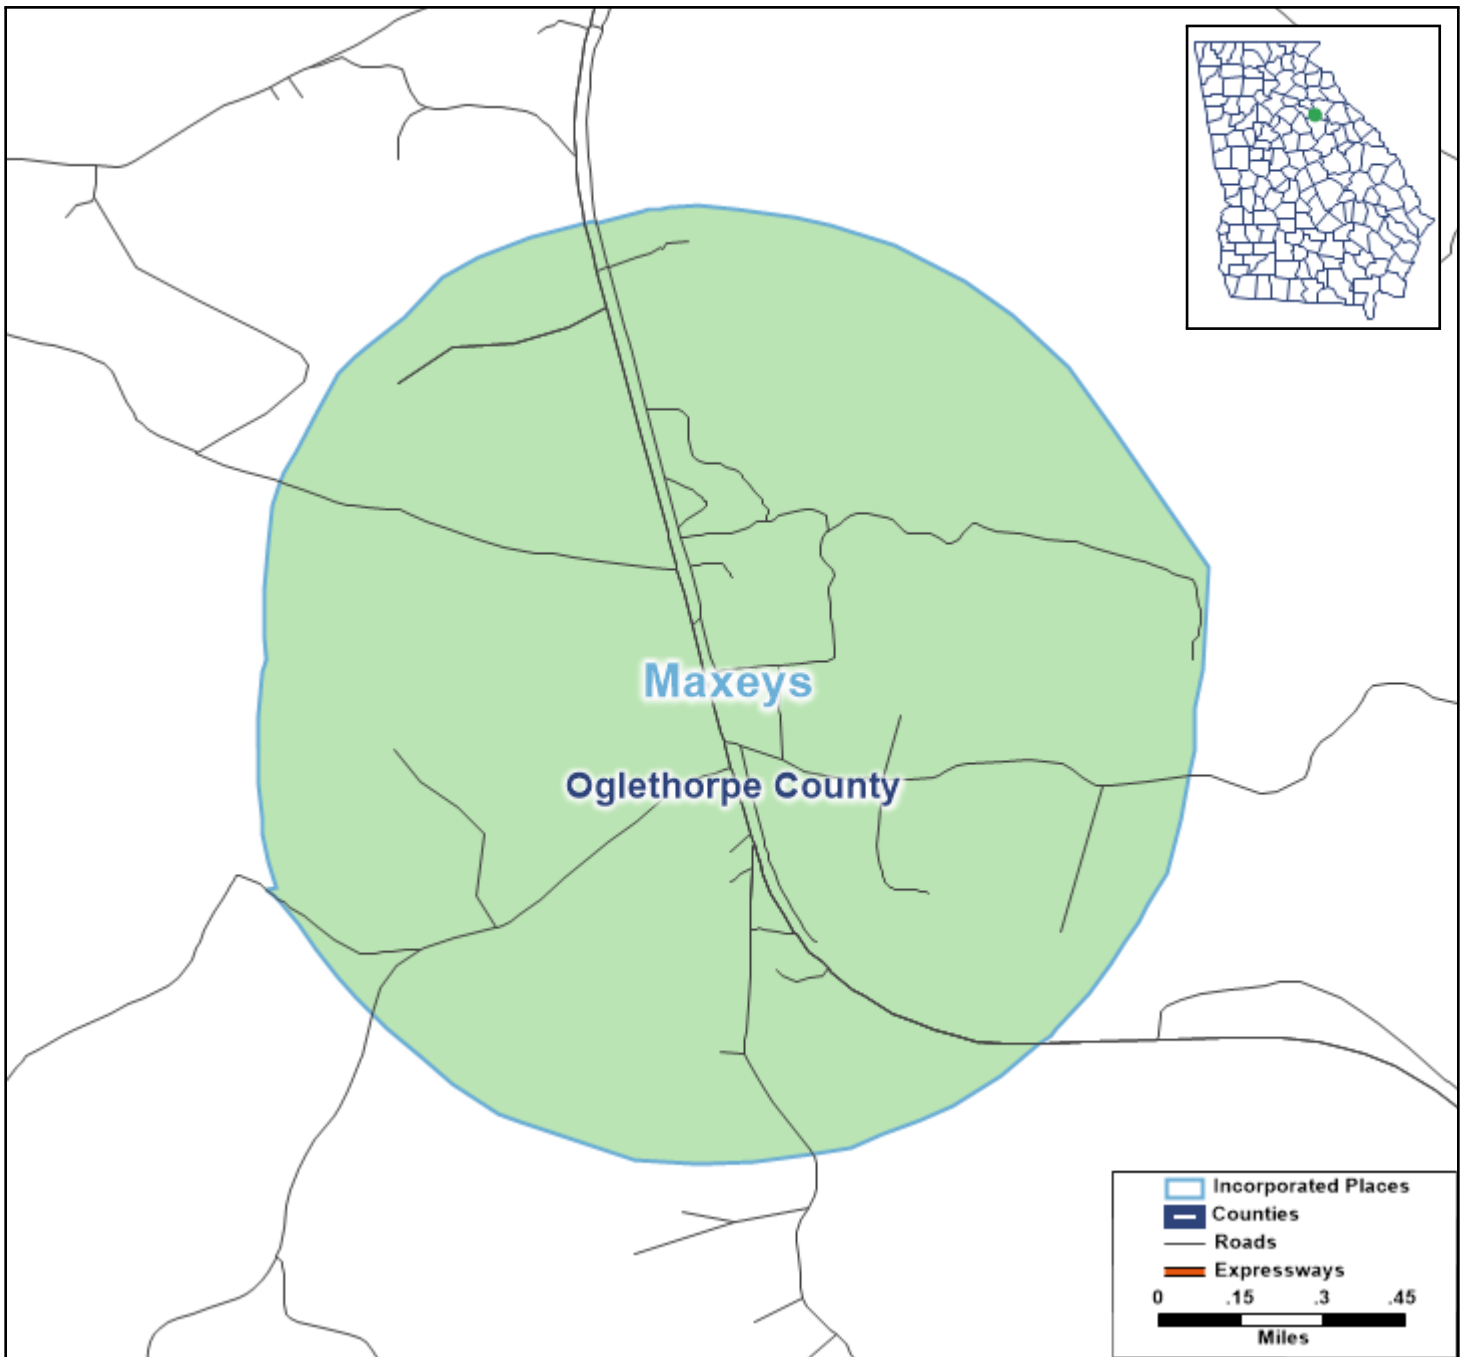 Maxeys
Oglethorpe County
Incorporated Places
Counties
Roads
Expressways
0 .15 .3 .45
Miles